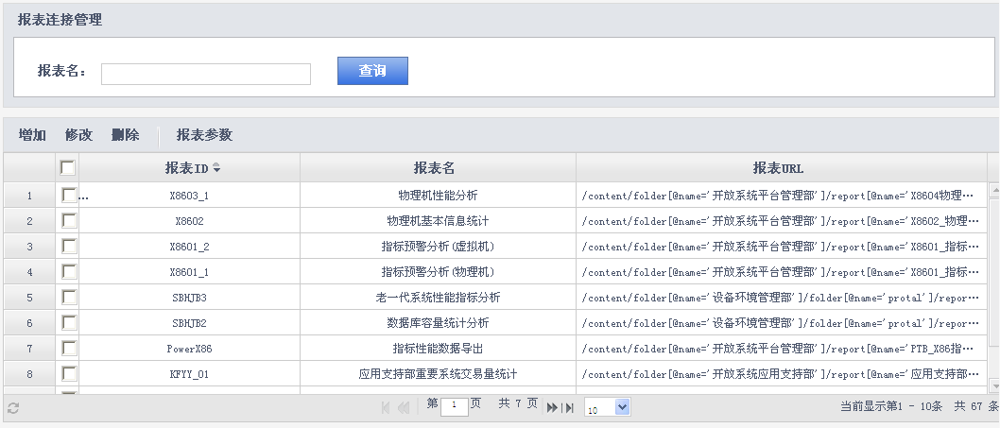 报表连接管理
报表名： 查询
增加 修改 删除 报表参数
报表ID 报表名 报表URL
1 ... X8603_1 物理机性能分析 /content/folder[@name='开放系统平台管理部']/report[@name='X8604物理…
2 X8602 物理机基本信息统计 /content/folder[@name='开放系统平台管理部']/report[@name='X8602_物理…
3 X8601_2 指标预警分析(虚拟机) /content/folder[@name='开放系统平台管理部']/report[@name='X8601_指标…
4 X8601_1 指标预警分析(物理机) /content/folder[@name='开放系统平台管理部']/report[@name='X8601_指标…
5 SBHJB3 老一代系统性能指标分析 /content/folder[@name='设备环境管理部']/folder[@name='protal']/repor…
6 SBHJB2 数据库容量统计分析 /content/folder[@name='设备环境管理部']/folder[@name='protal']/repor…
7 PowerX86 指标性能数据导出 /content/folder[@name='开放系统平台管理部']/report[@name='PTB_X86指…
8 KFYY_01 应用支持部重要系统交易量统计 /content/folder[@name='开放系统应用支持部']/report[@name='应用支持部…
第 1 页 共 7 页 10 当前显示第1 - 10条 共 67 条